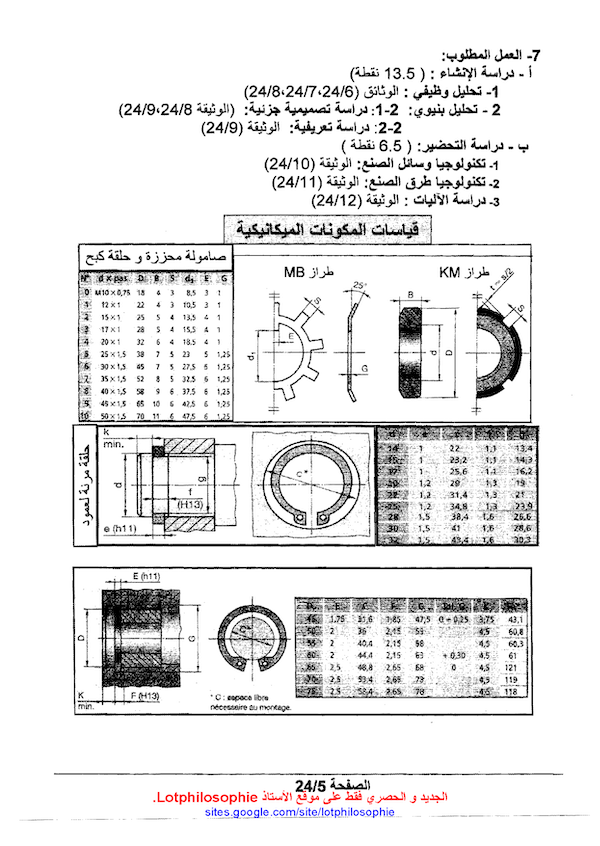 7- العمل المطلوب:
أ - دراسة الإنشاء : ( 13.5 نقطة)
1- تحليل وظيفي : الوثائق (24/8،24/7،24/6)
2 - تحليل بنيوي: 1-2: دراسة تصميمية جزئية: (الوثيقة 24/9،24/8)
2-2: دراسة تعريفية: الوثيقة (24/9)
ب - دراسة التحضير: ( 6.5 نقطة )
1- تكنولوجيا وسائل الصنع: الوثيقة (24/10)
2- تكنولوجيا طرق الصنع: الوثيقة (24/11)
3- دراسة الآليات : الوثيقة (24/12)
قياسات المكونات الميكانيكية
صامولة محززة و حلقة كبح
N° d X pas D B S d₃ E G
0 M10×0,75 18 4 3 8,5 3 1
1 12×1 22 4 3 10,5 3 1
2 15×1 25 5 4 13,5 4 1
3 17×1 28 5 4 15,5 4 1
4 20×1 32 6 4 18,5 4 1
5 25×1,5 38 7 5 23 5 1,25
6 30×1,5 45 7 5 27,5 5 1,25
7 35×1,5 52 8 5 32,5 6 1,25
8 40×1,5 58 9 6 37,5 6 1,25
9 45×1,5 65 10 6 42,5 6 1,25
10 50×1,5 70 11 6 47,5 6 1,25
طراز MB
طراز KM
25°
S
E
G
B
d
D
S
حلقة مرنة لعمود
k
min.
d
g
f
(H13)
e (h11)
C*
14 1 22 1,1 13,4
15 1 23,2 1,1 14,3
17 1 25,6 1,1 16,2
20 1,2 29 1,3 19
22 1,2 31,4 1,3 21
25 1,2 34,8 1,3 23,9
28 1,5 38,4 1,6 26,6
30 1,5 41 1,6 28,6
32 1,5 43,4 1,6 30,3
E (h11)
D
G
K
min.
F (H13)
* C : espace libre
nécessaire au montage.
45 1,75 31,6 1,85 47,5 0 + 0,25 3,75 43,1
50 2 36 2,15 53 4,5 60,8
55 2 40,4 2,15 58 4,5 60,3
60 2 44,4 2,15 63 + 0,30 4,5 61
65 2,5 48,8 2,65 68 0 4,5 121
70 2,5 53,4 2,65 73 4,5 119
75 2,5 58,4 2,65 78 4,5 118
الصفحة 24/5
الجديد و الحصري فقط على موقع الأستاذ Lotphilosophie.
sites.google.com/site/lotphilosophie